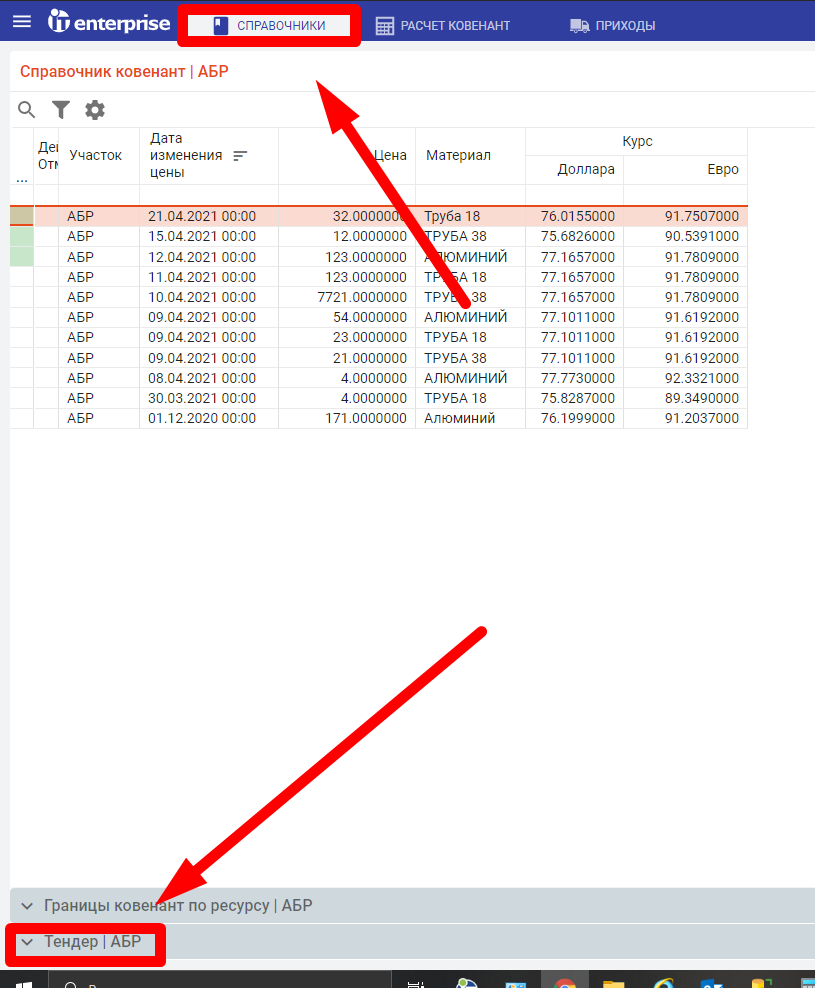 enterprise СПРАВОЧНИКИ РАСЧЕТ КОВЕНАНТ ПРИХОДЫ
Справочник ковенант | АБР
... Дей Отм Участок Дата изменения цены Цена Материал Курс
Доллара Евро
АБР 21.04.2021 00:00 32.0000000 Труба 18 76.0155000 91.7507000
АБР 15.04.2021 00:00 12.0000000 ТРУБА 38 75.6826000 90.5391000
АБР 12.04.2021 00:00 123.0000000 АЛЮМИНИЙ 77.1657000 91.7809000
АБР 11.04.2021 00:00 123.0000000 ТРУБА 18 77.1657000 91.7809000
АБР 10.04.2021 00:00 7721.0000000 ТРУБА 38 77.1657000 91.7809000
АБР 09.04.2021 00:00 54.0000000 АЛЮМИНИЙ 77.1011000 91.6192000
АБР 09.04.2021 00:00 23.0000000 ТРУБА 18 77.1011000 91.6192000
АБР 09.04.2021 00:00 21.0000000 ТРУБА 38 77.1011000 91.6192000
АБР 08.04.2021 00:00 4.0000000 АЛЮМИНИЙ 77.7730000 92.3321000
АБР 30.03.2021 00:00 4.0000000 ТРУБА 18 75.8287000 89.3490000
АБР 01.12.2020 00:00 171.0000000 Алюминий 76.1999000 91.2037000
Границы ковенант по ресурсу | АБР
Тендер | АБР